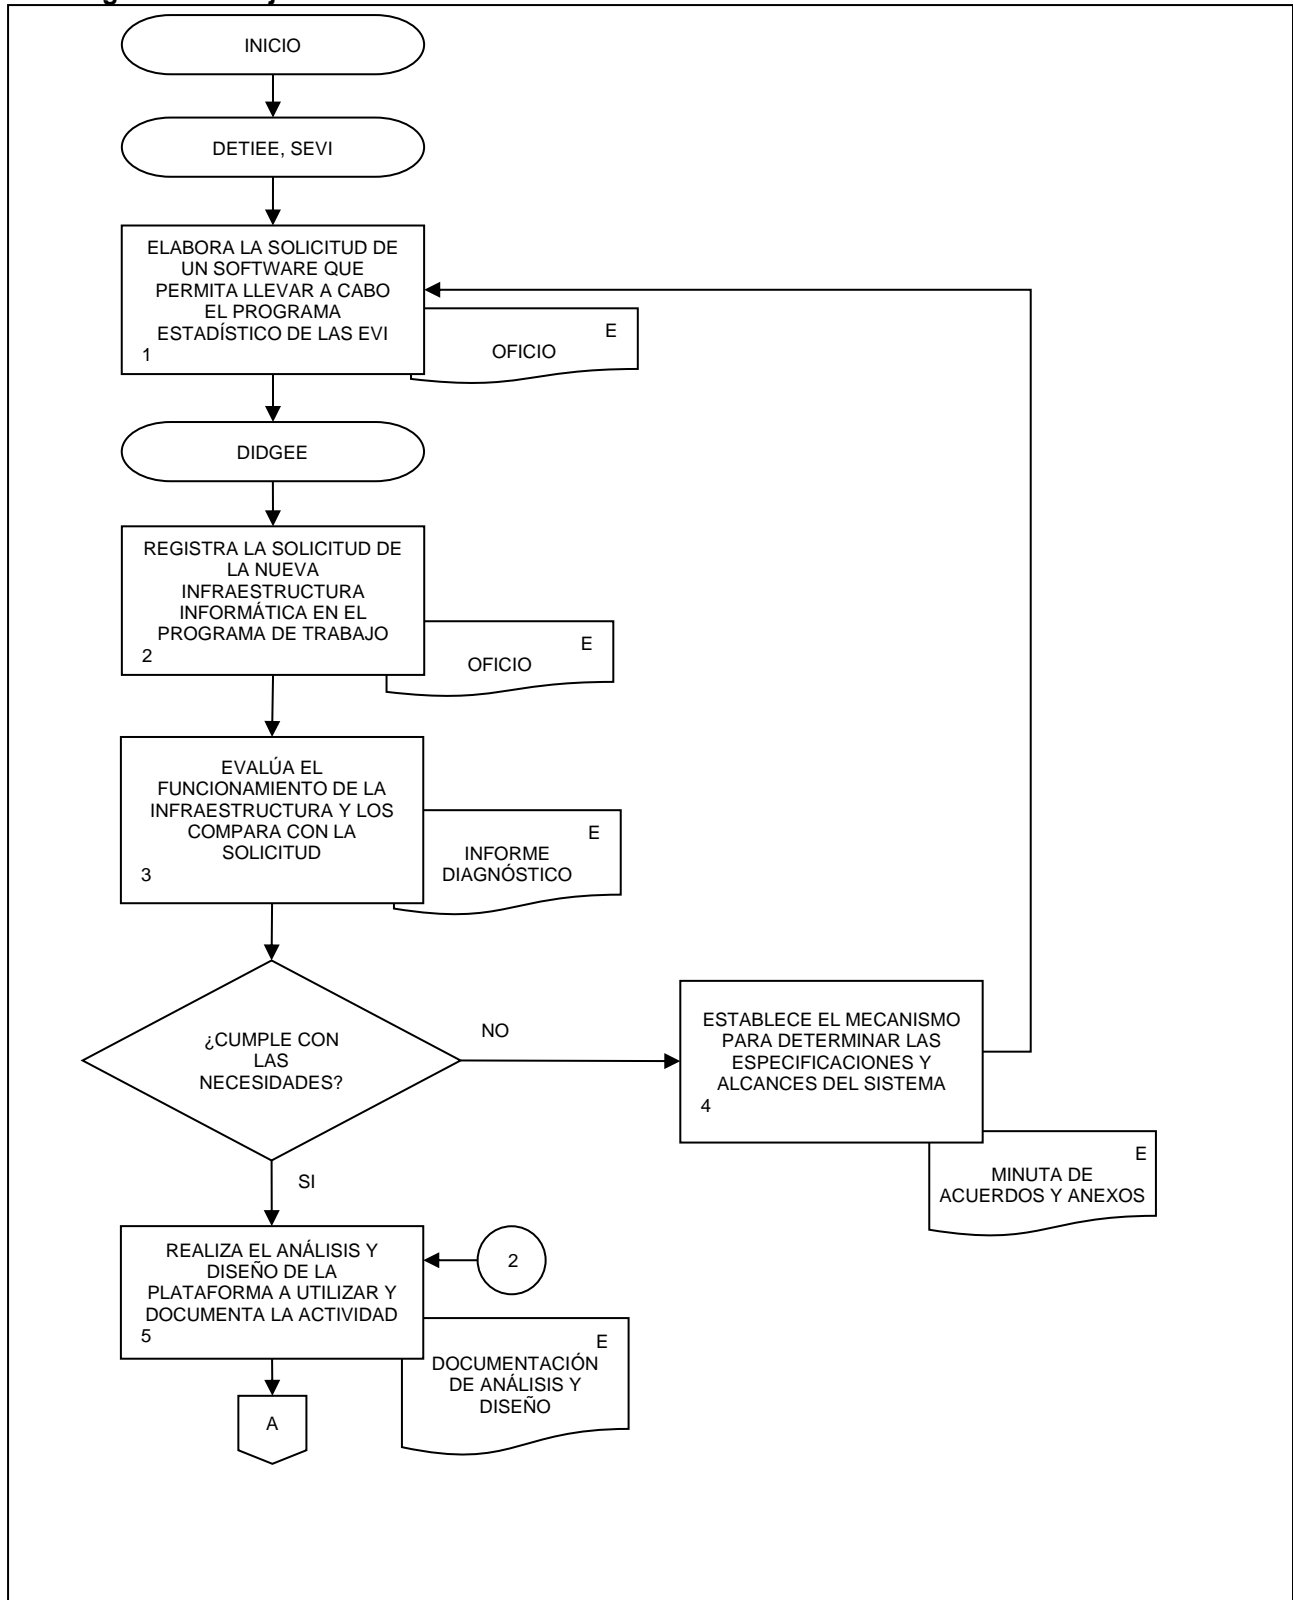 INICIO
DETIEE, SEVI
ELABORA LA SOLICITUD DE
UN SOFTWARE QUE
PERMITA LLEVAR A CABO
EL PROGRAMA
ESTADÍSTICO DE LAS EVI
1
E
OFICIO
DIDGEE
REGISTRA LA SOLICITUD DE
LA NUEVA
INFRAESTRUCTURA
INFORMÁTICA EN EL
PROGRAMA DE TRABAJO
2
E
OFICIO
EVALÚA EL
FUNCIONAMIENTO DE LA
INFRAESTRUCTURA Y LOS
COMPARA CON LA
SOLICITUD
3
E
INFORME
DIAGNÓSTICO
¿CUMPLE CON
LAS
NECESIDADES?
NO
ESTABLECE EL MECANISMO
PARA DETERMINAR LAS
ESPECIFICACIONES Y
ALCANCES DEL SISTEMA
4
E
MINUTA DE
ACUERDOS Y ANEXOS
SI
REALIZA EL ANÁLISIS Y
DISEÑO DE LA
PLATAFORMA A UTILIZAR Y
DOCUMENTA LA ACTIVIDAD
5
2
E
DOCUMENTACIÓN
DE ANÁLISIS Y
DISEÑO
A